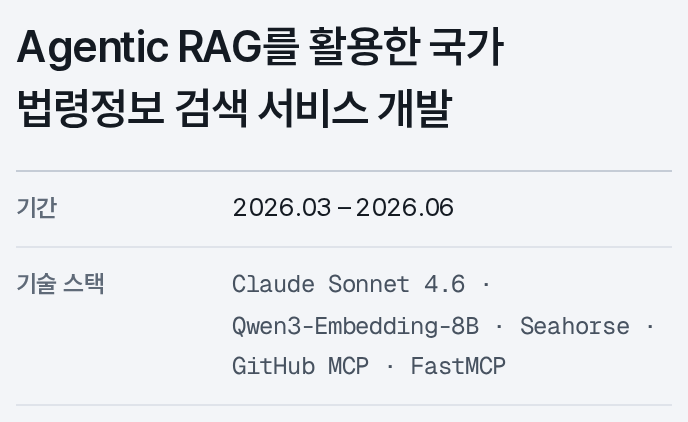 Agentic RAG를 활용한 국가
법령정보 검색 서비스 개발
기간
2026.03 – 2026.06
기술 스택
Claude Sonnet 4.6 ·
Qwen3-Embedding-8B · Seahorse ·
GitHub MCP · FastMCP